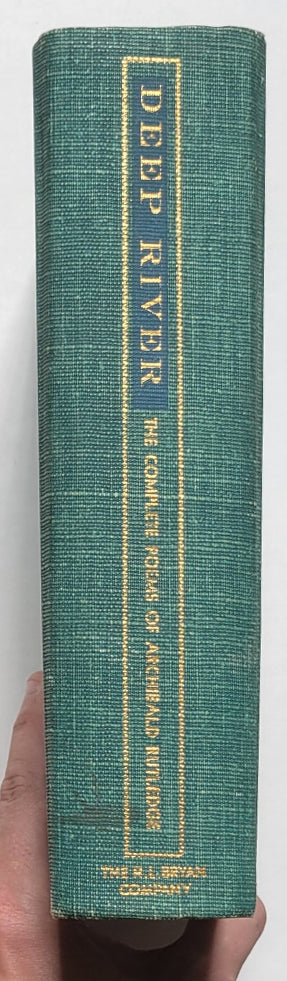 DEEP RIVER THE COMPLETE POEMS OF ARCHIBALD RUTLEDGE
THE R.L. BRYAN
COMPANY